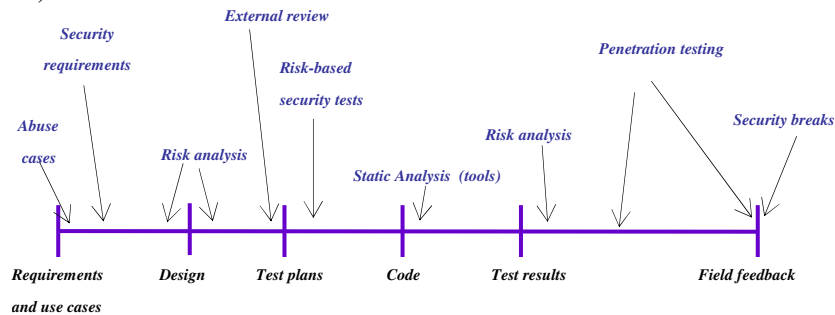 External review
Security
requirements
Risk-based
security tests
Penetration testing
Abuse
cases
Risk analysis
Static Analysis (tools)
Risk analysis
Security breaks
Requirements
and use cases
Design
Test plans
Code
Test results
Field feedback